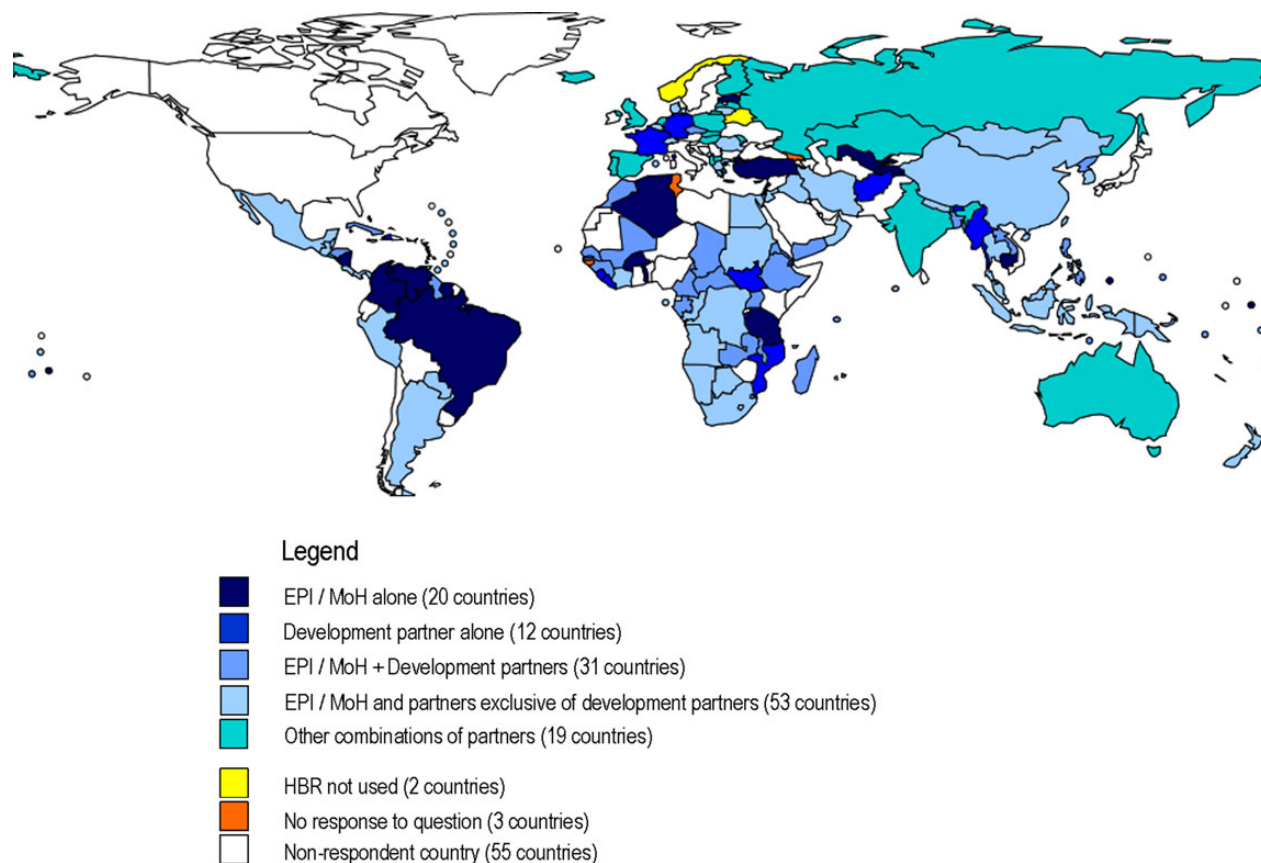 Legend
EPI / MoH alone (20 countries)
Development partner alone (12 countries)
EPI / MoH + Development partners (31 countries)
EPI / MoH and partners exclusive of development partners (53 countries)
Other combinations of partners (19 countries)
HBR not used (2 countries)
No response to question (3 countries)
Non-respondent country (55 countries)